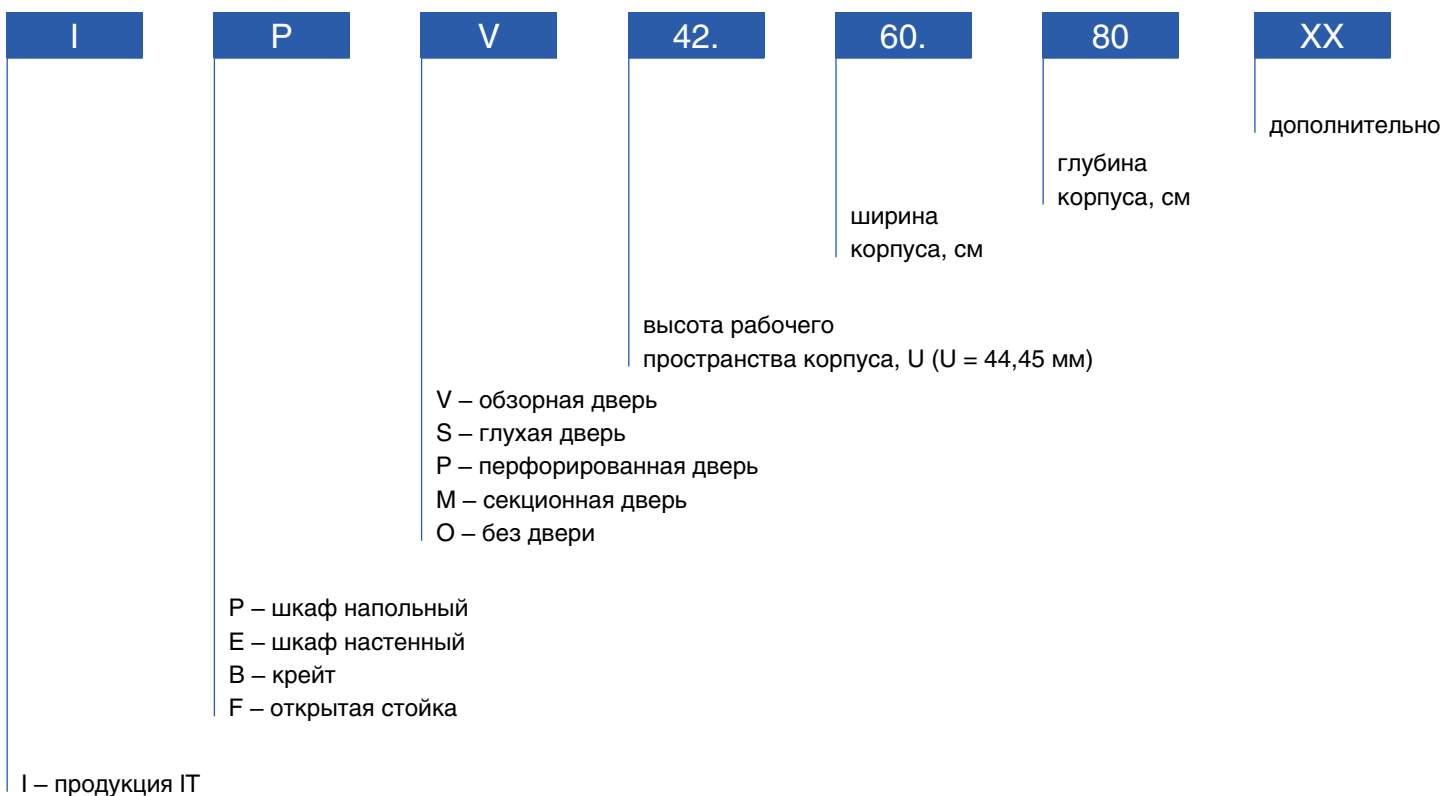 I P V 42. 60. 80 XX
дополнительно
глубина
корпуса, см
ширина
корпуса, см
высота рабочего
пространства корпуса, U (U = 44,45 мм)
V – обзорная дверь
S – глухая дверь
P – перфорированная дверь
M – секционная дверь
O – без двери
P – шкаф напольный
E – шкаф настенный
B – крейт
F – открытая стойка
I – продукция IT